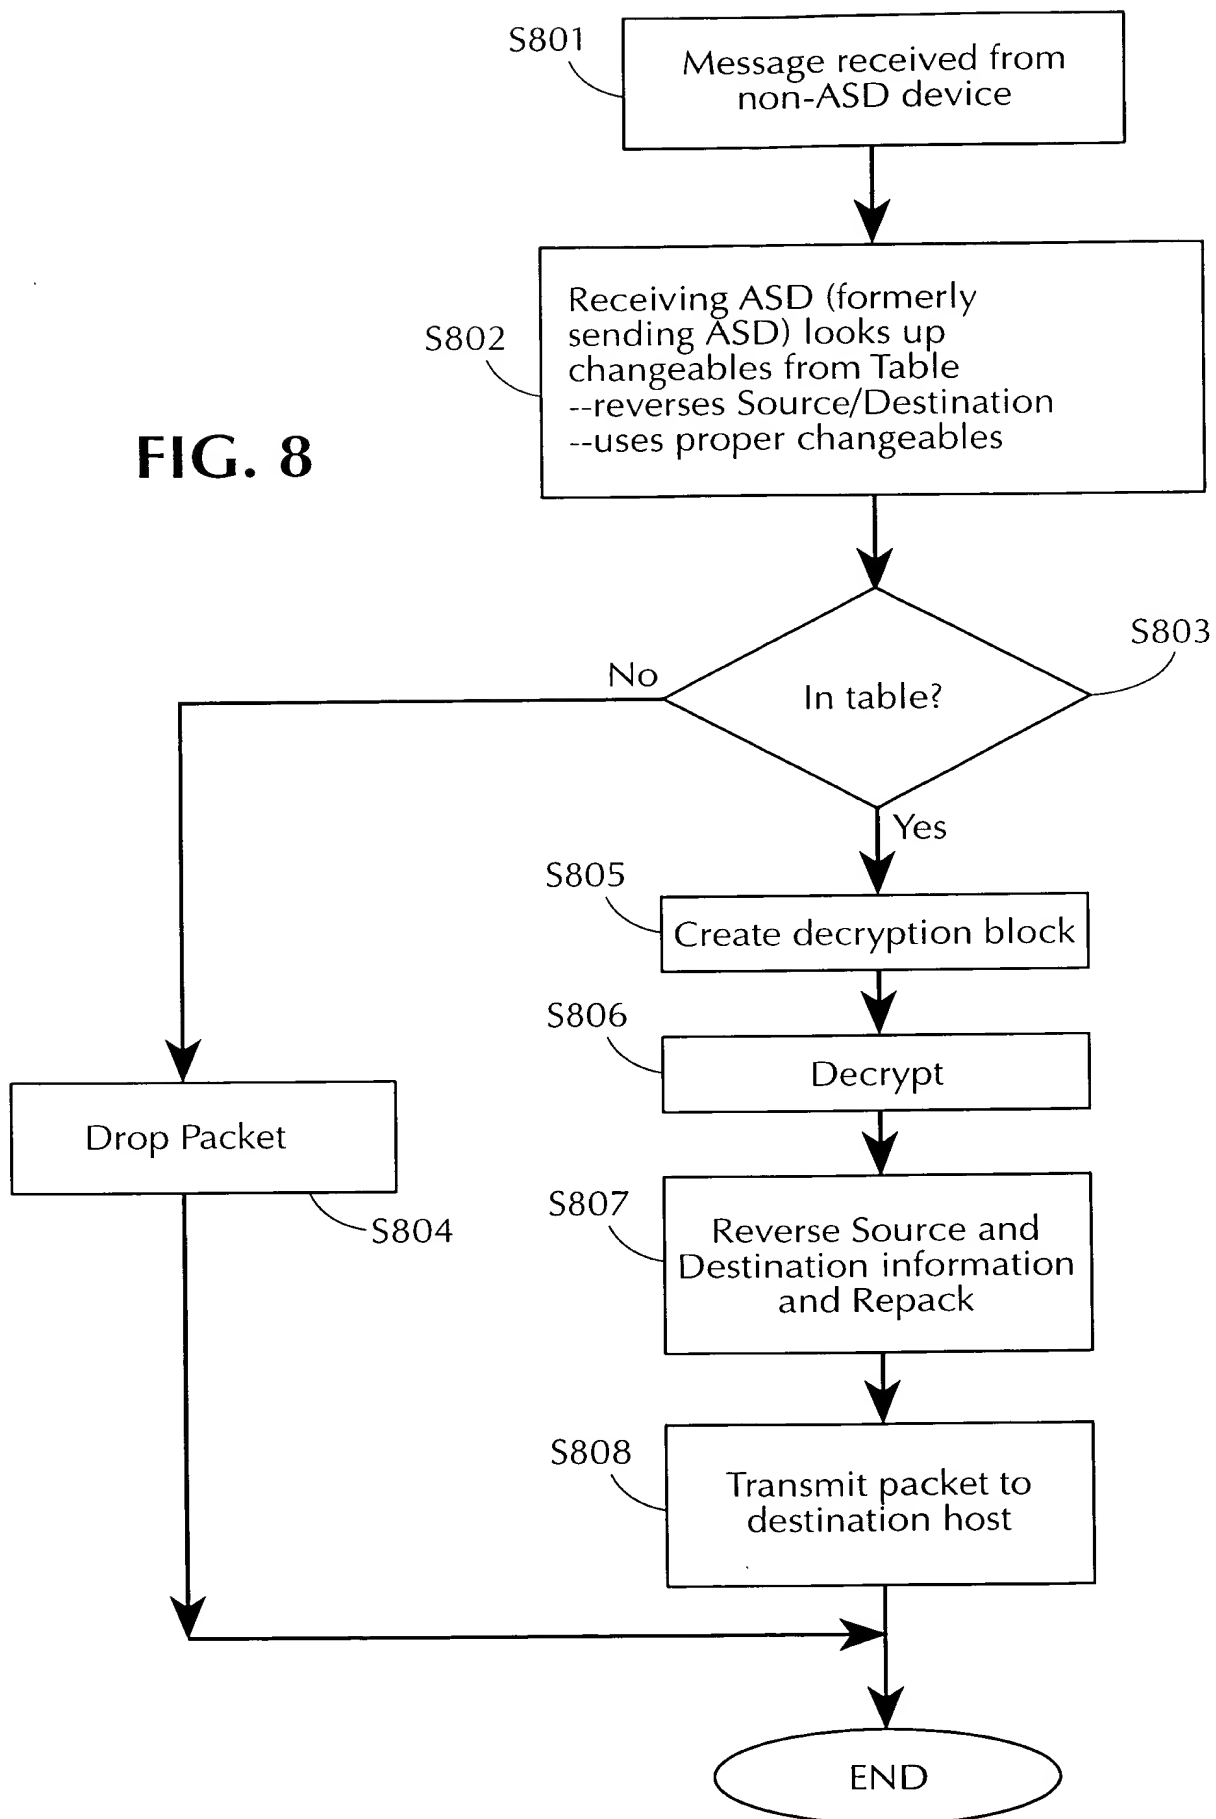 S801
Message received from
non-ASD device
S802
Receiving ASD (formerly
sending ASD) looks up
changeables from Table
--reverses Source/Destination
--uses proper changeables
FIG. 8
S803
No
In table?
Yes
S805
Create decryption block
S806
Decrypt
Drop Packet
S804
S807
Reverse Source and
Destination information
and Repack
S808
Transmit packet to
destination host
END